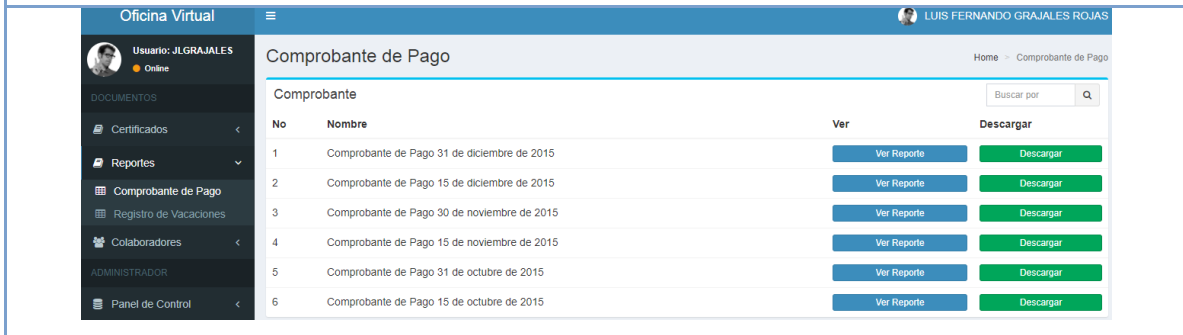 Oficina Virtual
LUIS FERNANDO GRAJALES ROJAS
Usuario: JLGRAJALES
Online
DOCUMENTOS
Certificados
Reportes
Comprobante de Pago
Registro de Vacaciones
Colaboradores
ADMINISTRADOR
Panel de Control
Comprobante de Pago
Home > Comprobante de Pago
Comprobante
Buscar por
No Nombre Ver Descargar
1 Comprobante de Pago 31 de diciembre de 2015 Ver Reporte Descargar
2 Comprobante de Pago 15 de diciembre de 2015 Ver Reporte Descargar
3 Comprobante de Pago 30 de noviembre de 2015 Ver Reporte Descargar
4 Comprobante de Pago 15 de noviembre de 2015 Ver Reporte Descargar
5 Comprobante de Pago 31 de octubre de 2015 Ver Reporte Descargar
6 Comprobante de Pago 15 de octubre de 2015 Ver Reporte Descargar